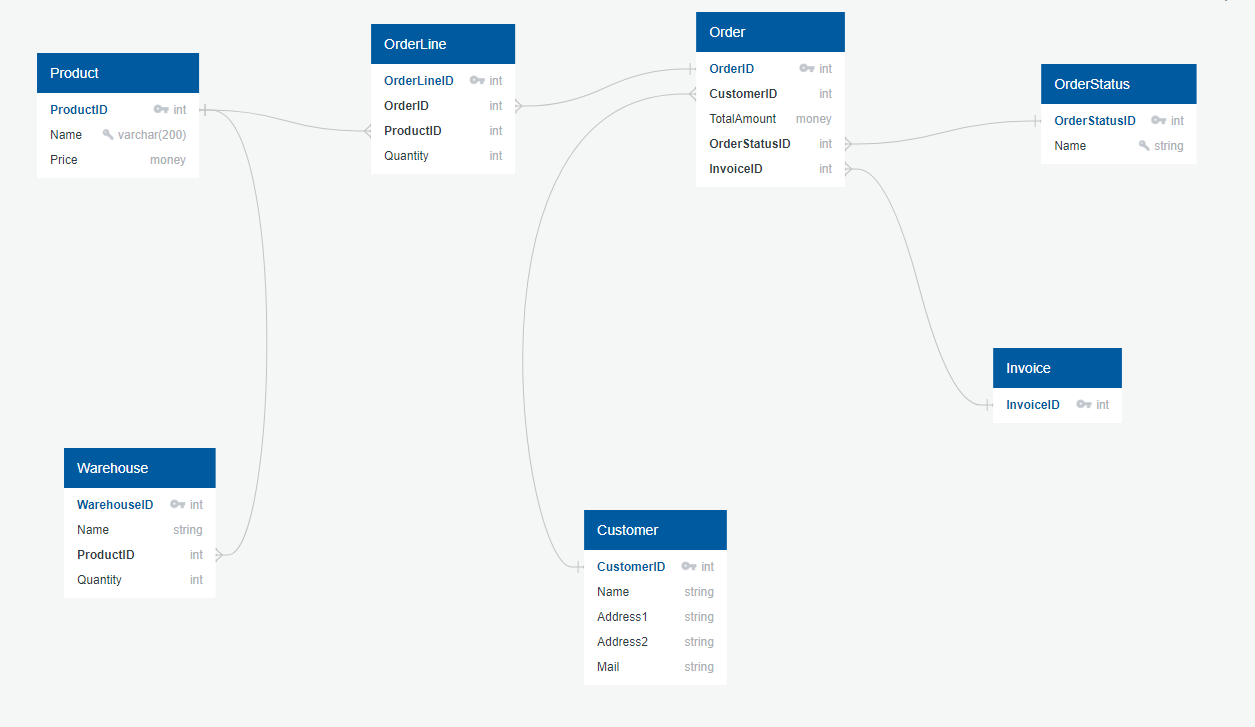 Product
ProductID int
Name varchar(200)
Price money
OrderLine
OrderLineID int
OrderID int
ProductID int
Quantity int
Order
OrderID int
CustomerID int
TotalAmount money
OrderStatusID int
InvoiceID int
OrderStatus
OrderStatusID int
Name string
Invoice
InvoiceID int
Warehouse
WarehouseID int
Name string
ProductID int
Quantity int
Customer
CustomerID int
Name string
Address1 string
Address2 string
Mail string